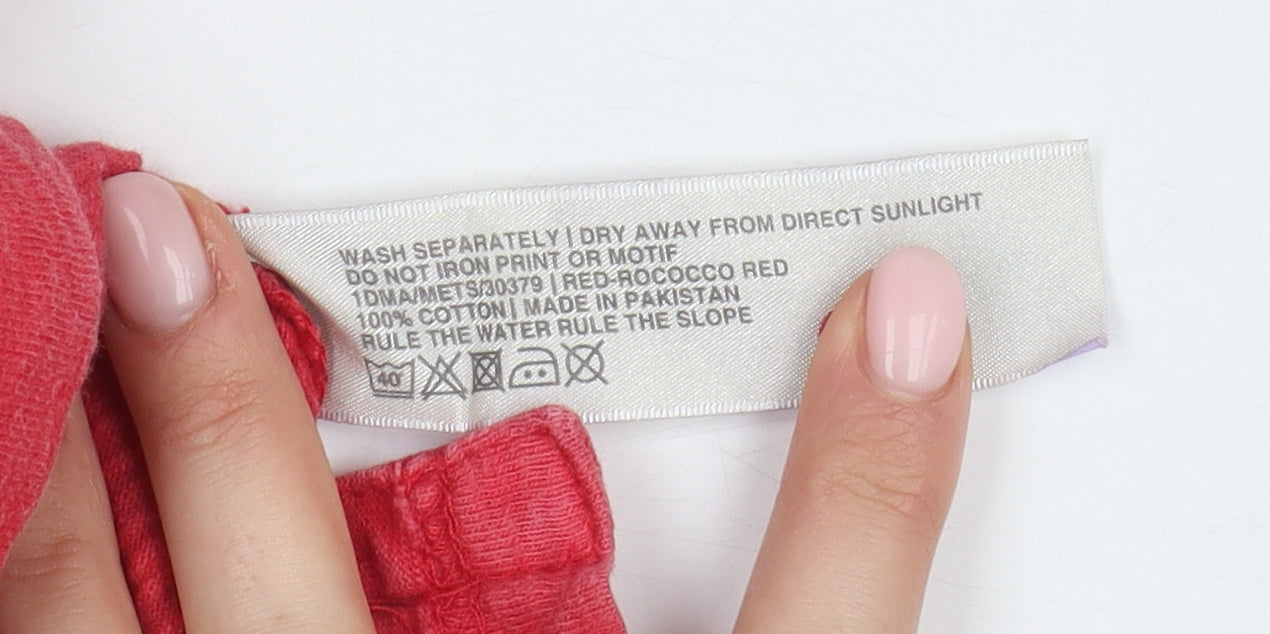 WASH SEPARATELY | DRY AWAY FROM DIRECT SUNLIGHT
DO NOT IRON PRINT OR MOTIF
1DMA/METS/30379 | RED-ROCOCCO RED
100% COTTON | MADE IN PAKISTAN
RULE THE WATER RULE THE SLOPE
40